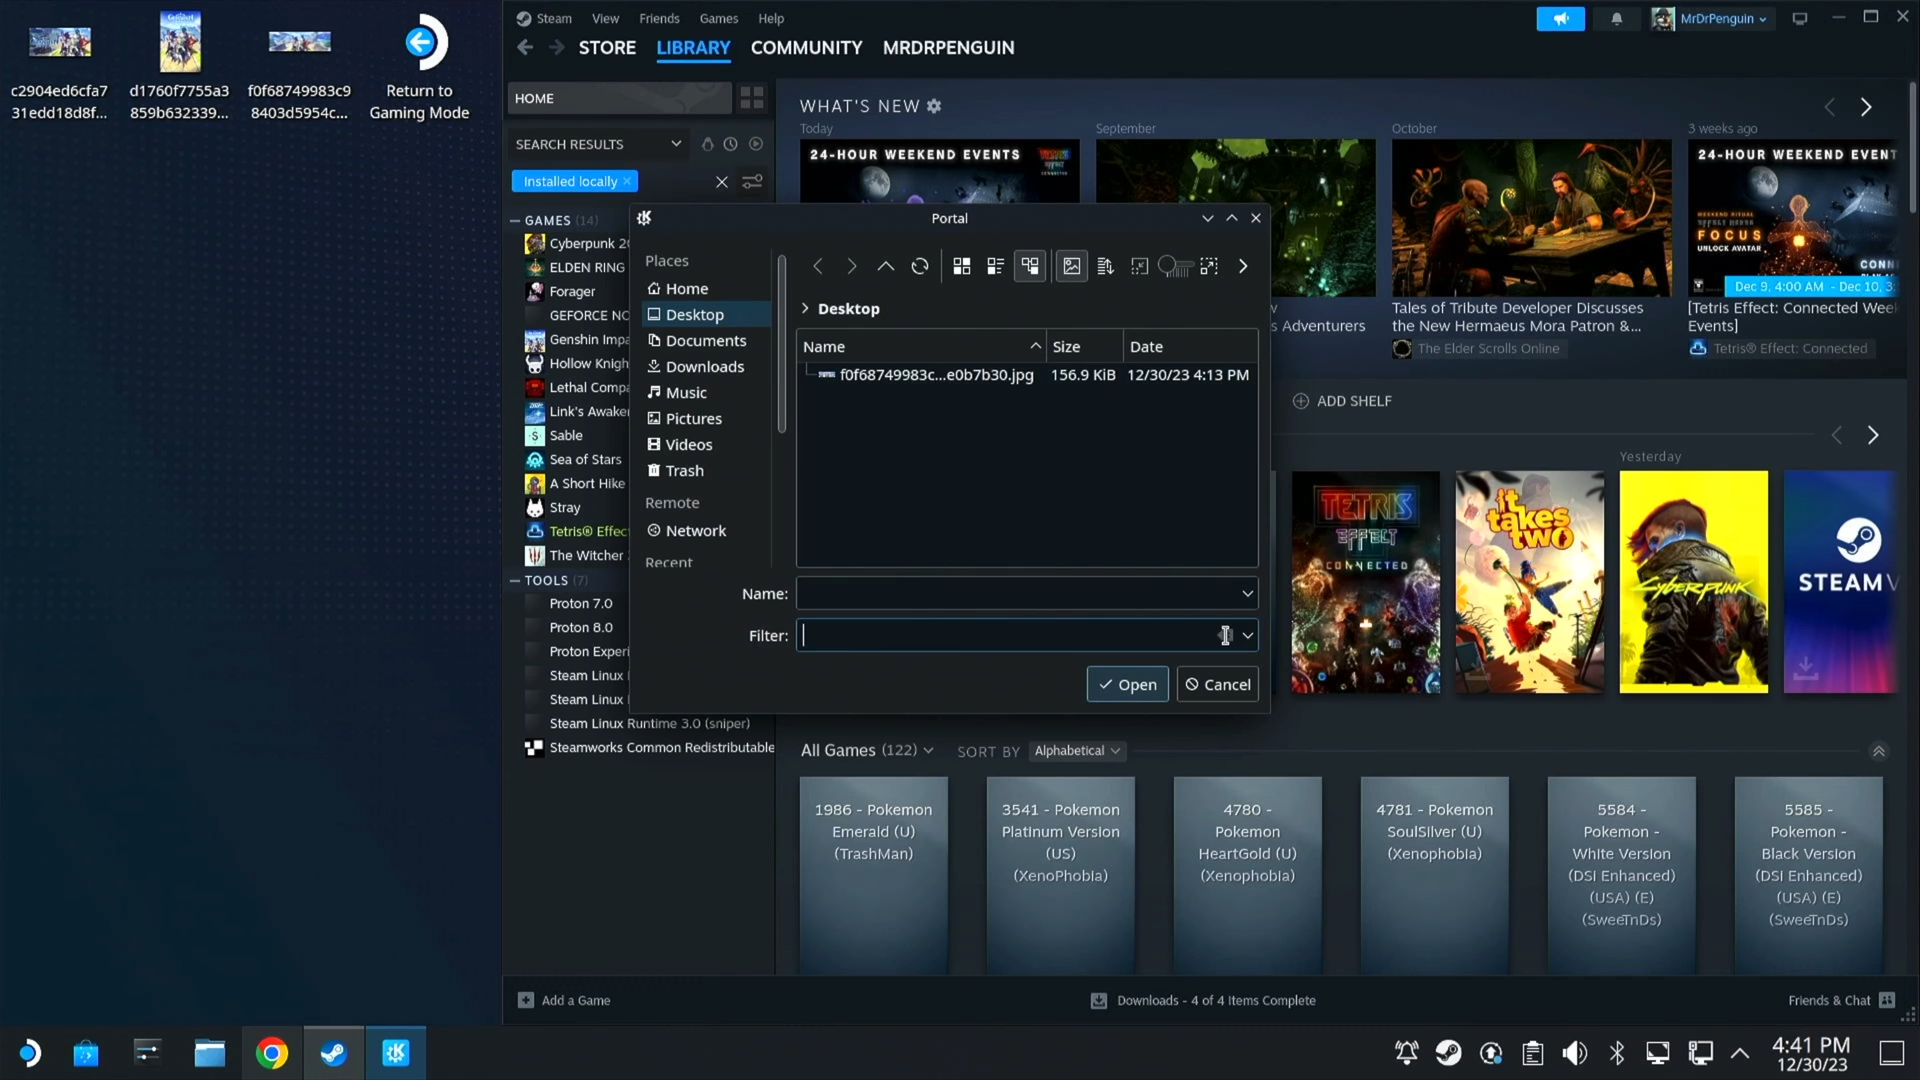 c2904ed6cfa7
31edd18d8f...
d1760f7755a3
859b632339...
f0f68749983c9
8403d5954c...
Return to
Gaming Mode
Steam View Friends Games Help
MrDrPenguin
STORE LIBRARY COMMUNITY MRDRPENGUIN
HOME
SEARCH RESULTS
Installed locally
GAMES (14)
Cyberpunk 20
ELDEN RING
Forager
GEFORCE NO
Genshin Impa
Hollow Knigh
Lethal Compa
Link's Awake
Sable
Sea of Stars
A Short Hike
Stray
Tetris® Effec
The Witcher
TOOLS (7)
Proton 7.0
Proton 8.0
Proton Experi
Steam Linux
Steam Linux
Steam Linux Runtime 3.0 (sniper)
Steamworks Common Redistributable
WHAT'S NEW
Today
September
October
3 weeks ago
24-HOUR WEEKEND EVENTS
24-HOUR WEEKEND EVENT
WEEKEND RITUAL
FOCUS
UNLOCK AVATAR
CONN
Dec 9, 4:00 AM - Dec 10, 3:
s Adventurers
Tales of Tribute Developer Discusses
the New Hermaeus Mora Patron &...
The Elder Scrolls Online
[Tetris Effect: Connected Week
Events]
Tetris® Effect: Connected
Portal
Places
Home
Desktop
Documents
Downloads
Music
Pictures
Videos
Trash
Remote
Network
Recent
Desktop
Name Size Date
f0f68749983c...e0b7b30.jpg 156.9 KiB 12/30/23 4:13 PM
Name:
Filter:
Open
Cancel
ADD SHELF
Yesterday
TETRIS
EFFECT
CONNECTED
it
takes
two
Cyberpunk
STEAM V
All Games (122)
SORT BY Alphabetical
1986 - Pokemon
Emerald (U)
(TrashMan)
3541 - Pokemon
Platinum Version
(US)
(XenoPhobia)
4780 -
Pokemon
HeartGold (U)
(Xenophobia)
4781 - Pokemon
SoulSilver (U)
(Xenophobia)
5584 -
Pokemon -
White Version
(DSi Enhanced)
(USA) (E)
(SweeTnDs)
5585 -
Pokemon -
Black Version
(DSi Enhanced)
(USA) (E)
(SweeTnDs)
Add a Game
Downloads - 4 of 4 Items Complete
Friends & Chat
4:41 PM
12/30/23